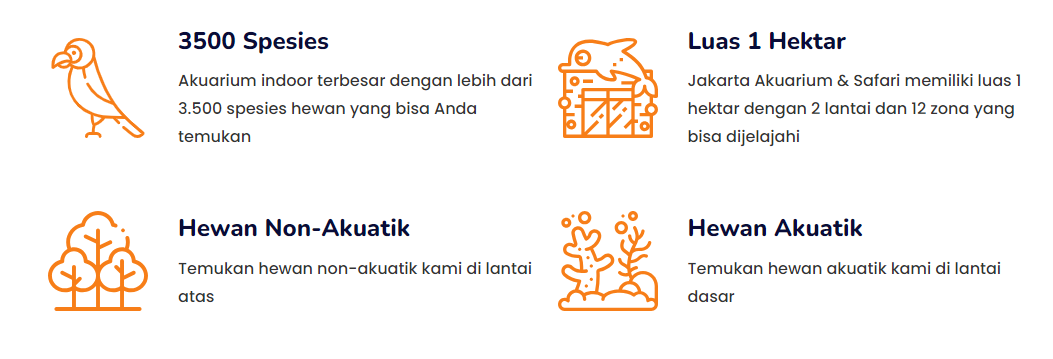 3500 Spesies
Akuarium indoor terbesar dengan lebih dari
3.500 spesies hewan yang bisa Anda
temukan
Luas 1 Hektar
Jakarta Akuarium & Safari memiliki luas 1
hektar dengan 2 lantai dan 12 zona yang
bisa dijelajahi
Hewan Non-Akuatik
Temukan hewan non-akuatik kami di lantai
atas
Hewan Akuatik
Temukan hewan akuatik kami di lantai
dasar